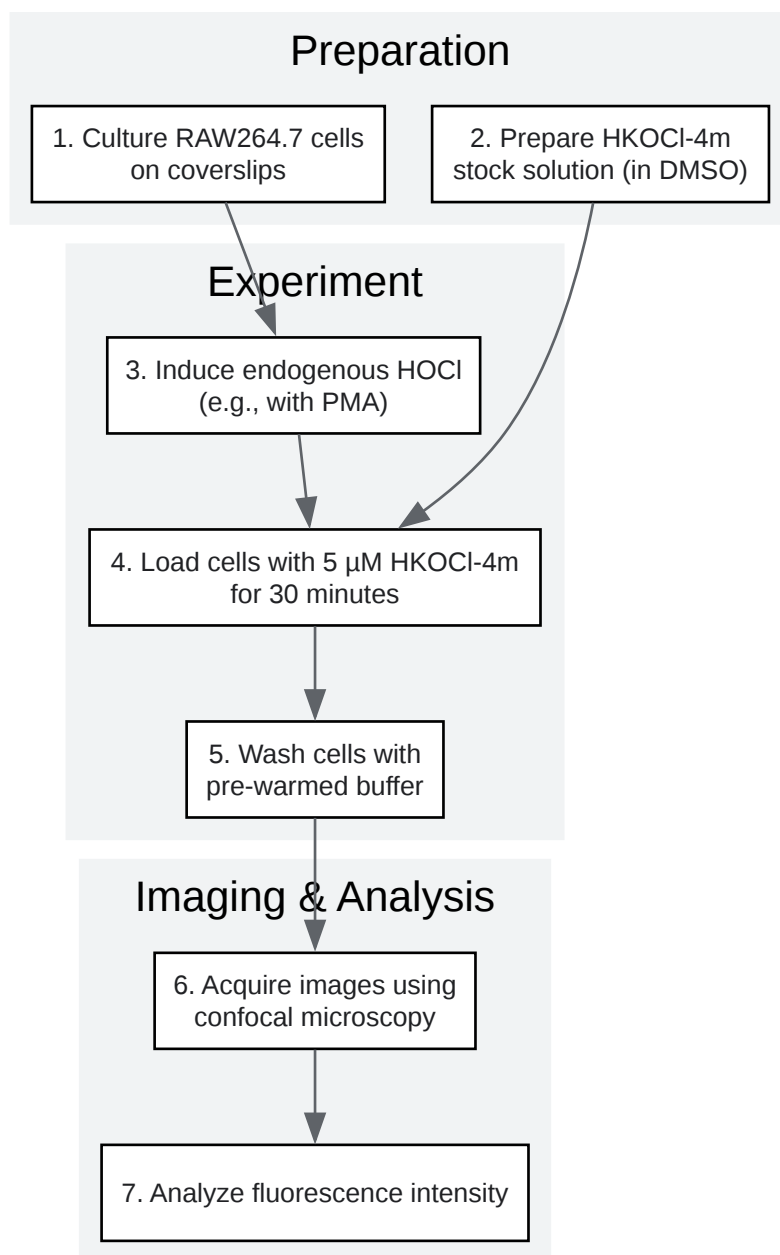 Preparation
1. Culture RAW264.7 cells
on coverslips
2. Prepare HKOCl-4m
stock solution (in DMSO)
Experiment
3. Induce endogenous HOCl
(e.g., with PMA)
4. Load cells with 5 µM HKOCl-4m
for 30 minutes
5. Wash cells with
pre-warmed buffer
Imaging & Analysis
6. Acquire images using
confocal microscopy
7. Analyze fluorescence intensity